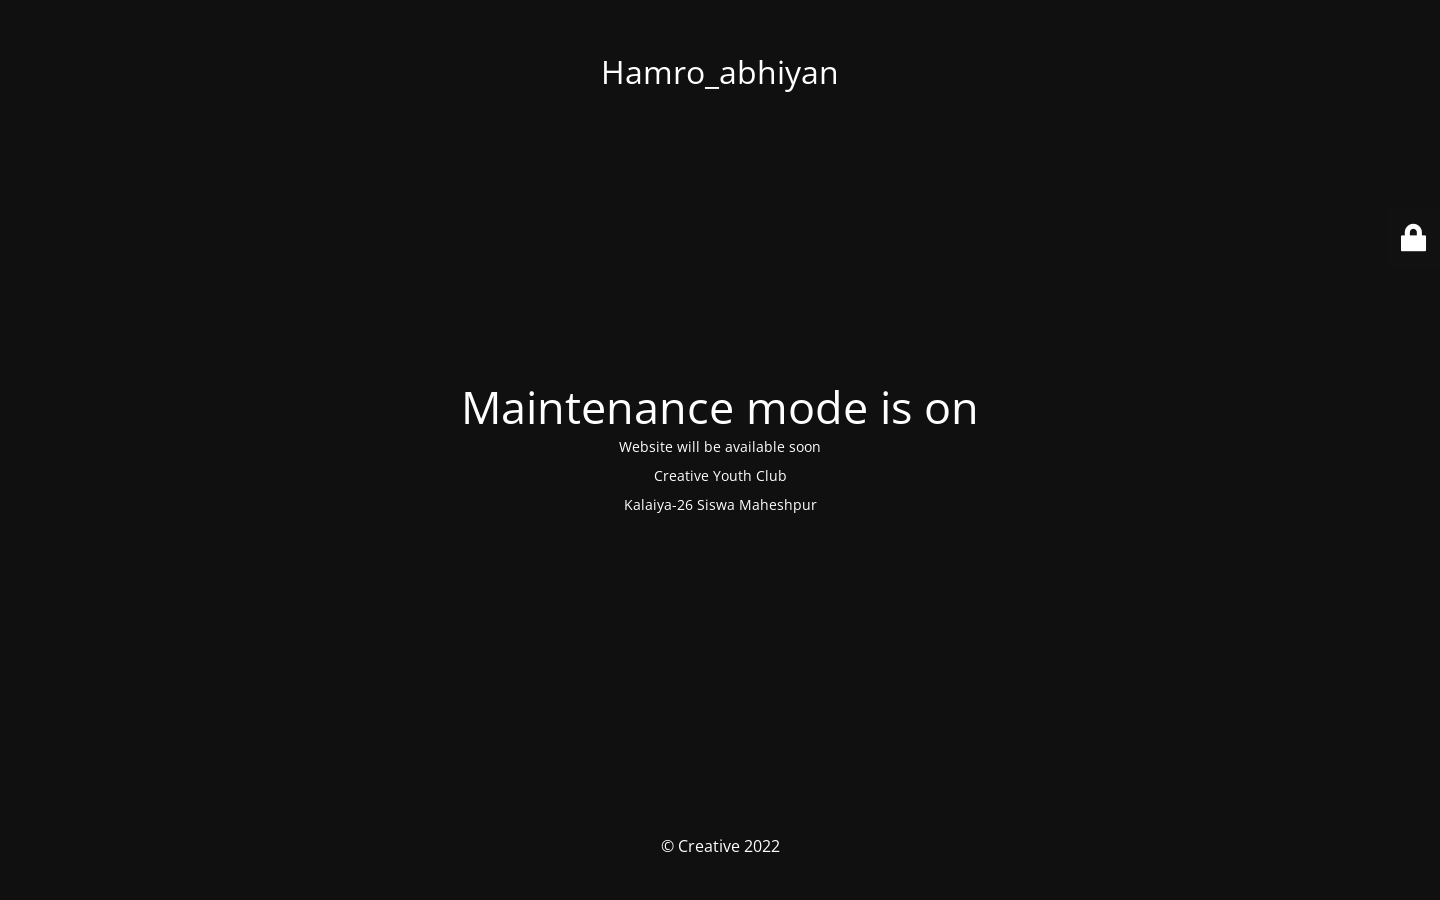 Hamro_abhiyan
Maintenance mode is on
Website will be available soon
Creative Youth Club
Kalaiya-26 Siswa Maheshpur
© Creative 2022